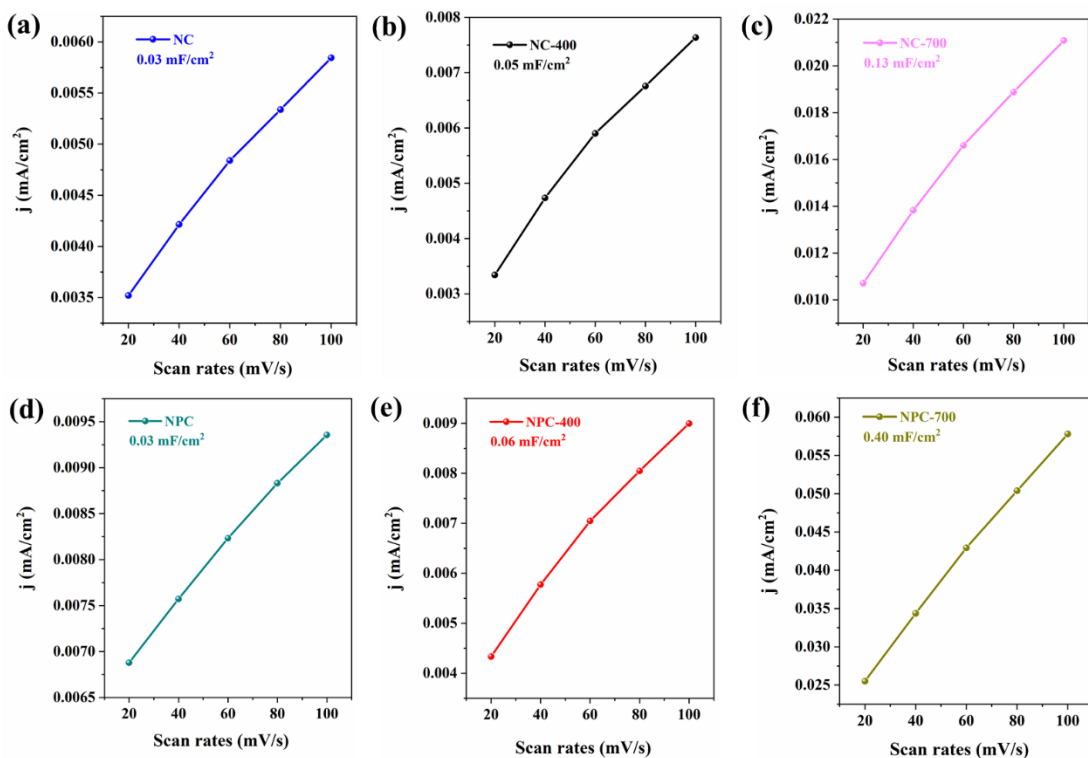 (a)
NC
0.03 mF/cm²
0.0060
0.0055
0.0050
0.0045
0.0040
0.0035
j (mA/cm²)
20 40 60 80 100
Scan rates (mV/s)
(b)
NC-400
0.05 mF/cm²
0.008
0.007
0.006
0.005
0.004
0.003
j (mA/cm²)
20 40 60 80 100
Scan rates (mV/s)
(c)
NC-700
0.13 mF/cm²
0.022
0.020
0.018
0.016
0.014
0.012
0.010
j (mA/cm²)
20 40 60 80 100
Scan rates (mV/s)
(d)
NPC
0.03 mF/cm²
0.0095
0.0090
0.0085
0.0080
0.0075
0.0070
0.0065
j (mA/cm²)
20 40 60 80 100
Scan rates (mV/s)
(e)
NPC-400
0.06 mF/cm²
0.009
0.008
0.007
0.006
0.005
0.004
j (mA/cm²)
20 40 60 80 100
Scan rates (mV/s)
(f)
NPC-700
0.40 mF/cm²
0.060
0.055
0.050
0.045
0.040
0.035
0.030
0.025
j (mA/cm²)
20 40 60 80 100
Scan rates (mV/s)